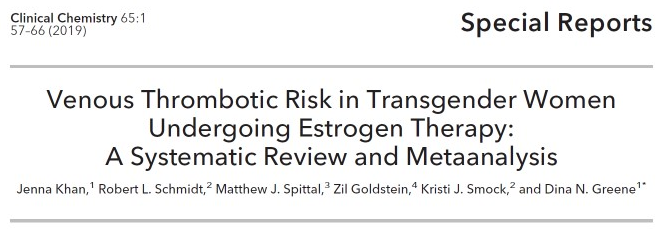 Clinical Chemistry 65:1
57–66 (2019)
Special Reports
Venous Thrombotic Risk in Transgender Women
Undergoing Estrogen Therapy:
A Systematic Review and Metaanalysis
Jenna Khan,1 Robert L. Schmidt,2 Matthew J. Spittal,3 Zil Goldstein,4 Kristi J. Smock,2 and Dina N. Greene1*